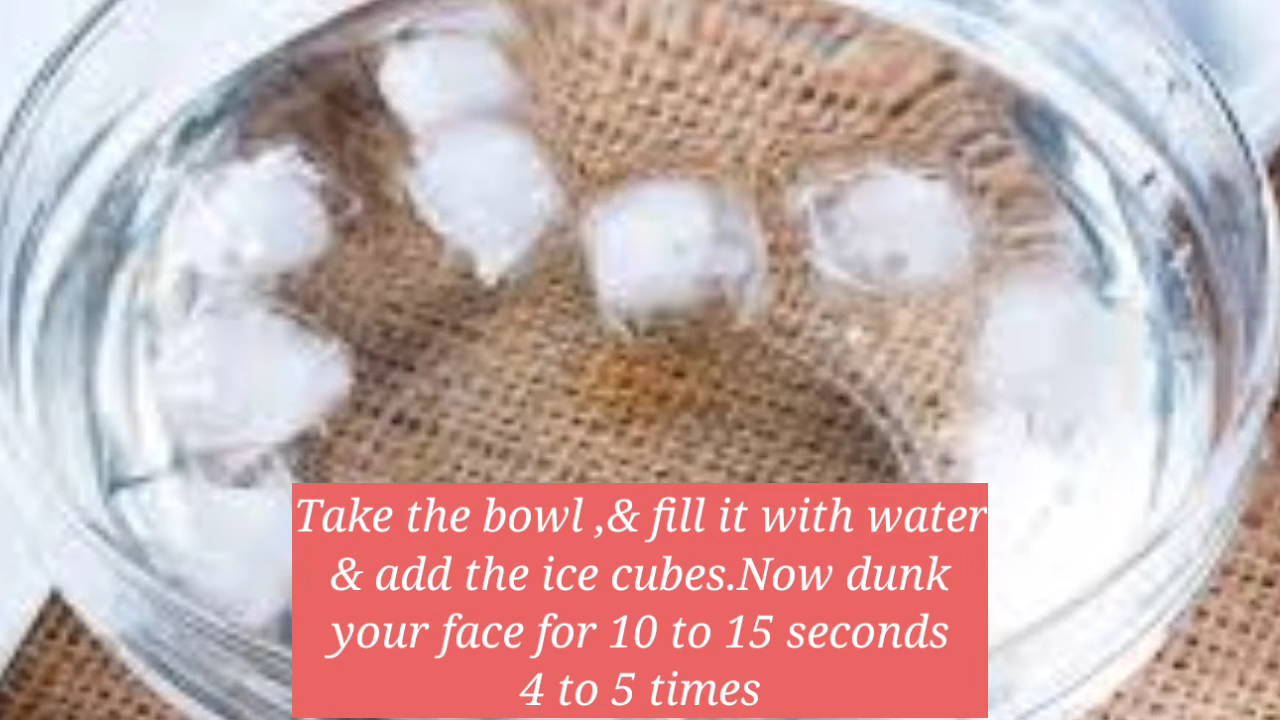 Take the bowl ,& fill it with water
& add the ice cubes.Now dunk
your face for 10 to 15 seconds
4 to 5 times